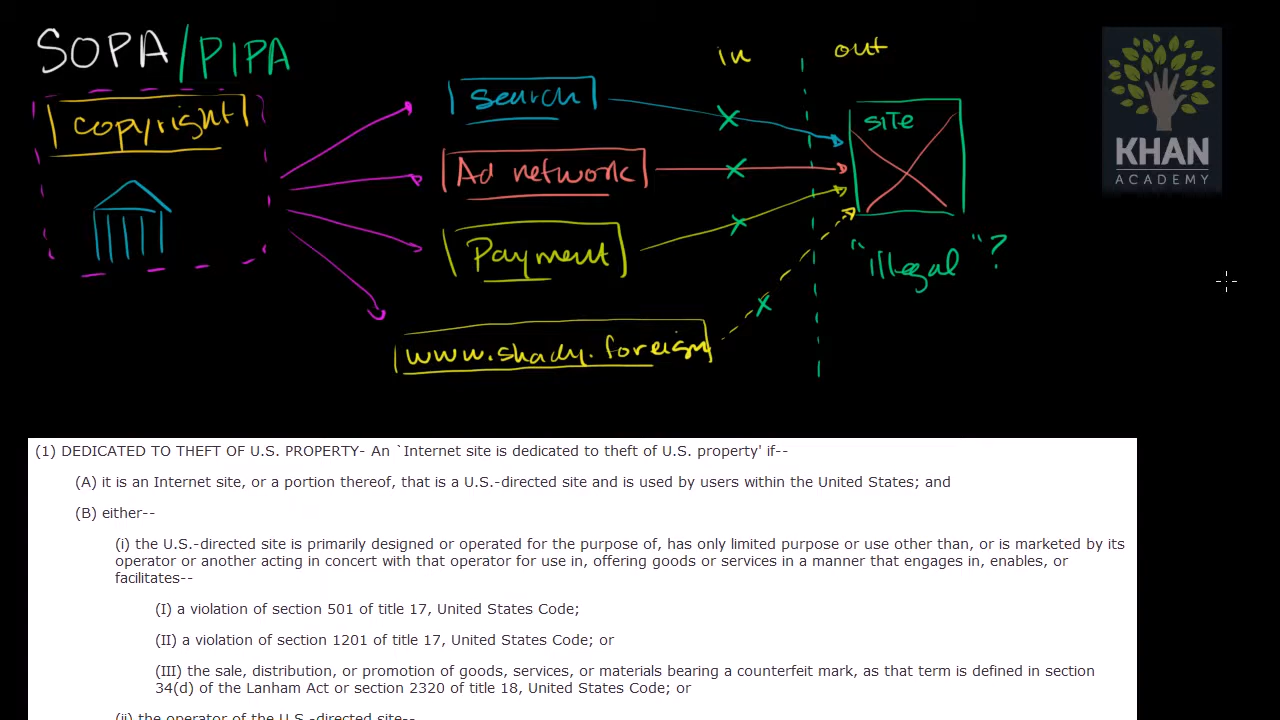 SOPA/PIPA
in
out
copyright
search
SITE
KHAN
ACADEMY
Ad network
Payment
"illegal"?
www.shady.foreign
(1) DEDICATED TO THEFT OF U.S. PROPERTY- An `Internet site is dedicated to theft of U.S. property' if--
(A) it is an Internet site, or a portion thereof, that is a U.S.-directed site and is used by users within the United States; and
(B) either--
(i) the U.S.-directed site is primarily designed or operated for the purpose of, has only limited purpose or use other than, or is marketed by its
operator or another acting in concert with that operator for use in, offering goods or services in a manner that engages in, enables, or
facilitates--
(I) a violation of section 501 of title 17, United States Code;
(II) a violation of section 1201 of title 17, United States Code; or
(III) the sale, distribution, or promotion of goods, services, or materials bearing a counterfeit mark, as that term is defined in section
34(d) of the Lanham Act or section 2320 of title 18, United States Code; or
(ii) the operator of the U.S.-directed site--